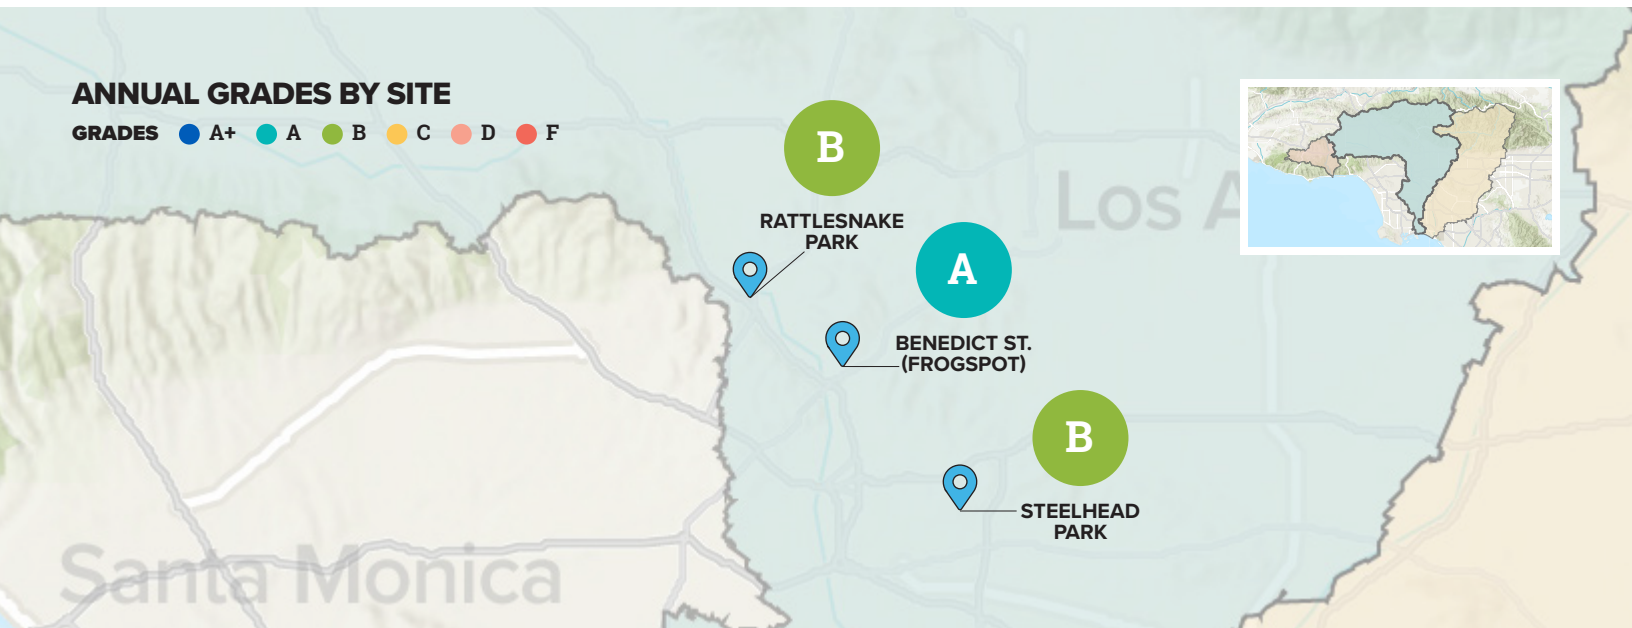 ANNUAL GRADES BY SITE
GRADES A+ A B C D F
B
RATTLESNAKE
PARK
Los A
A
BENEDICT ST.
(FROGSPOT)
B
STEELHEAD
PARK
Santa Monica